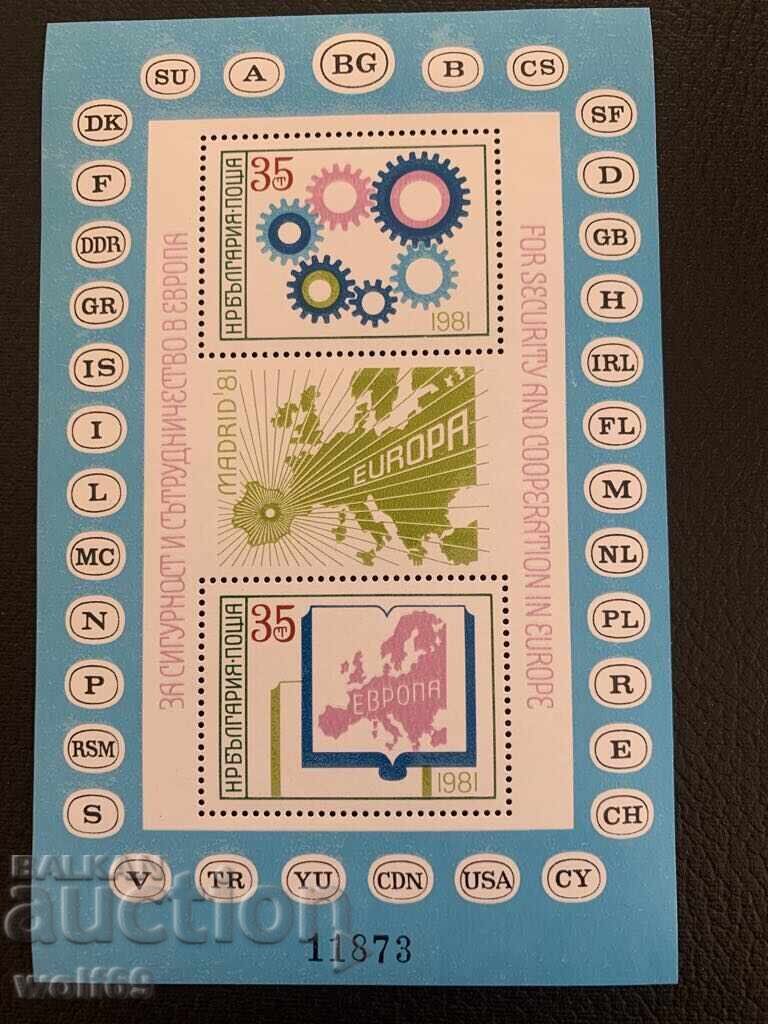 SU A BG B CS
DK SF
F D
DDR GB
GR H
IS IRL
I FL
L M
MC NL
N PL
P R
RSM E
S CH
V TR YU CDN USA CY
ЗА СИГУРНОСТ И СЪТРУДНИЧЕСТВО В ЕВРОПА
FOR SECURITY AND COOPERATION IN EUROPE
35 СТ
НРБЪЛГАРИЯ·ПОЩА
1981
MADRID'81
EUROPA
35 СТ
НРБЪЛГАРИЯ·ПОЩА
ЕВРОПА
1981
11873
BALKAN
auction
wolf69